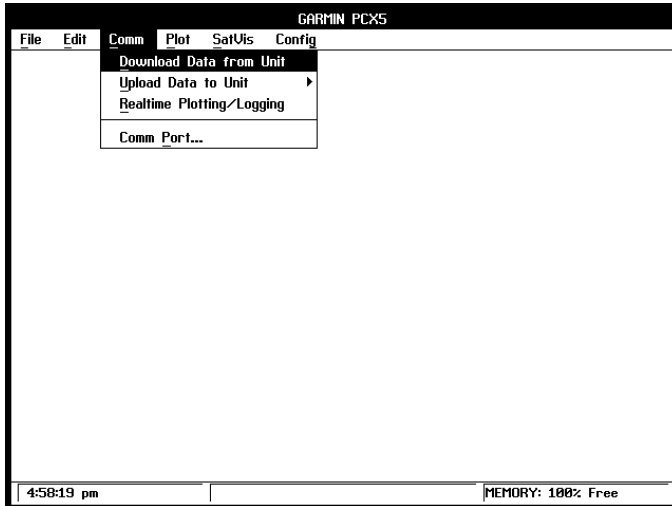 GARMIN PCX5
File Edit Comm Plot SatVis Config
Download Data from Unit
Upload Data to Unit
Realtime Plotting/Logging
Comm Port...
4:58:19 pm MEMORY: 100% Free